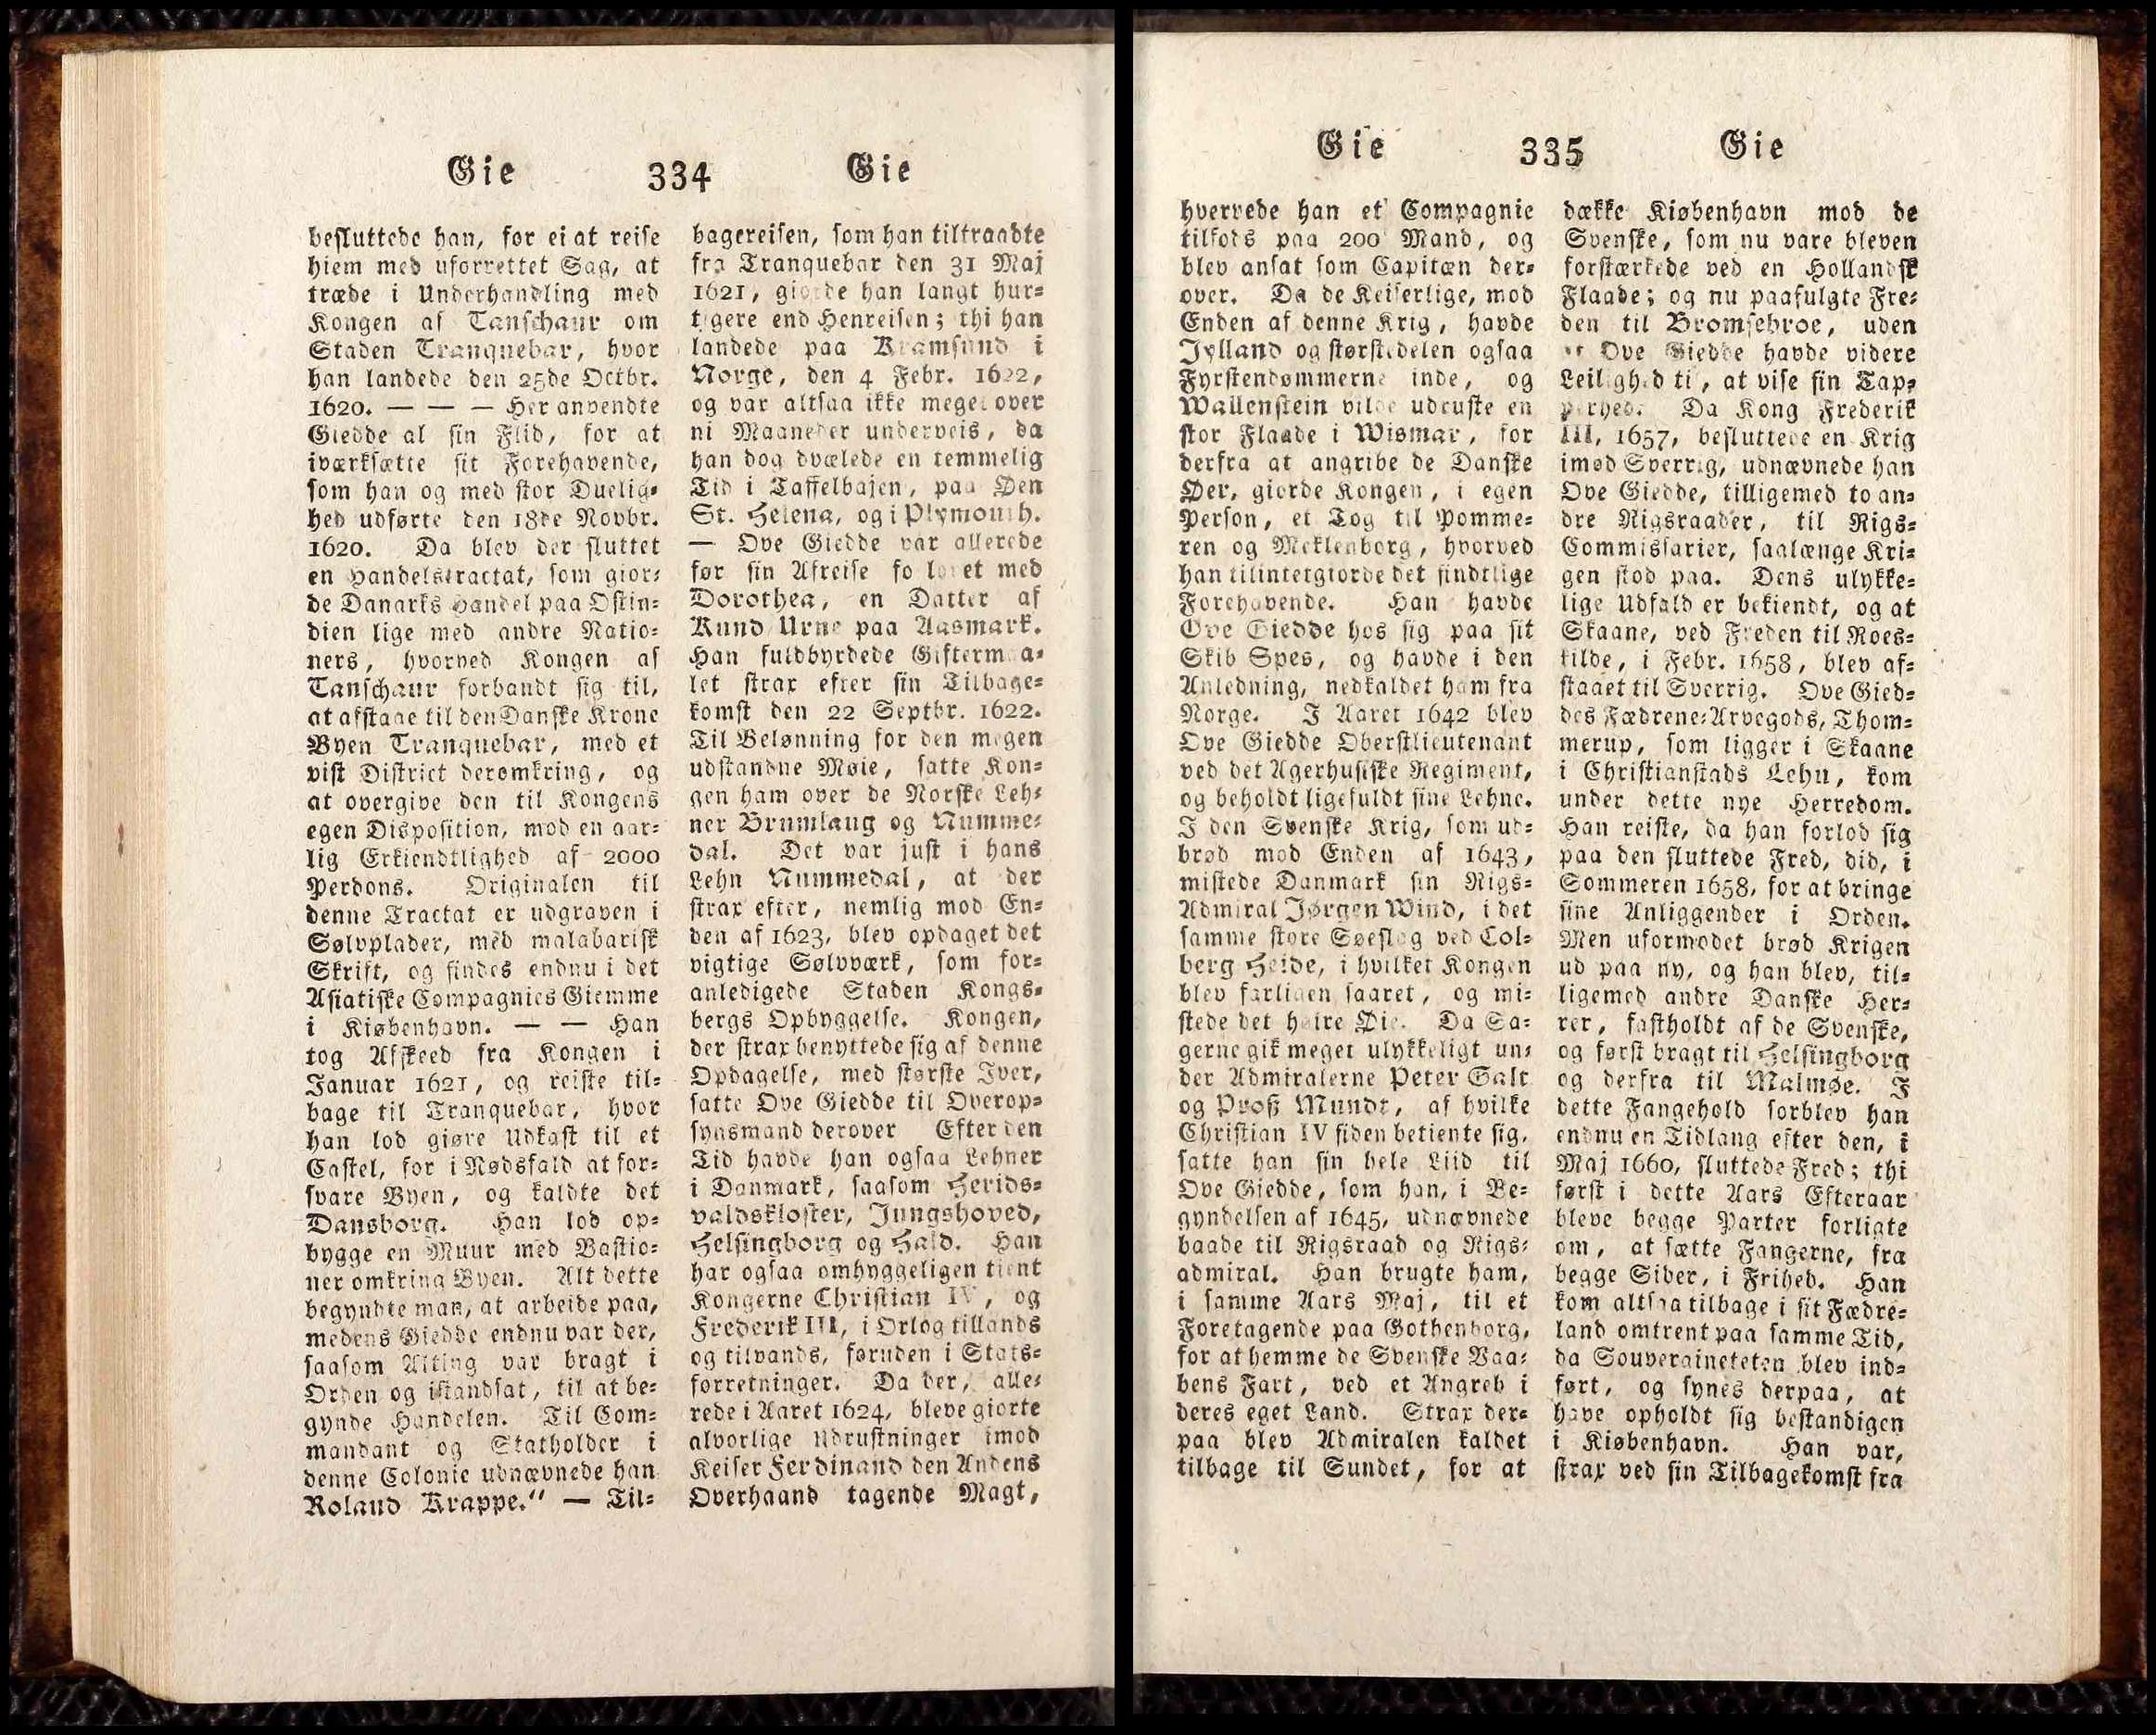 Gie 334 Gie
besluttede han, for ei at reise
hiem med uforrettet Sag, at
træde i Underhandling med
Kongen af Tanschaur om
Staden Tranquebar, hvor
han landede den 25de Octbr.
1620. — — — Her anvendte
Giedde al sin Flid, for at
iværksætte sit Forehavende,
som han og med stor Duelig-
hed udførte den 18de Novbr.
1620. Da blev der sluttet
en Handelstractat, som gior-
de Danarks Handel paa Ostin-
dien lige med andre Natio-
ners, hvorved Kongen af
Tanschaur forbandt sig til,
at afstaae til den Danske Krone
Byen Tranquebar, med et
vist District deromkring, og
at overgive den til Kongens
egen Disposition, mod en aar-
lig Erkiendtlighed af 2000
Perdons. Originalen til
denne Tractat er udgraven i
Sølvplader, med malabarisk
Skrift, og findes endnu i det
Asiatiske Compagnies Giemme
i Kiøbenhavn. — — Han
tog Afskeed fra Kongen i
Januar 1621, og reiste til-
bage til Tranquebar, hvor
han lod giøre Udkast til et
Castel, for i Nødsfald at for-
svare Byen, og kaldte det
Dansborg. Han lod op-
bygge en Muur med Bastio-
ner omkring Byen. Alt dette
begyndte man, at arbeide paa,
medens Giedde endnu var der,
saasom Alting var bragt i
Orden og istandsat, til at be-
gynde Handelen. Til Com-
mandant og Statholder i
denne Colonie udnævnede han
Roland Krappe.“ — Til-
bagereisen, som han tiltraadte
fra Tranquebar den 31 Maj
1621, giorde han langt hur-
tigere end Henreisen; thi han
landede paa Kramsund i
Norge, den 4 Febr. 1622,
og var altsaa ikke meget over
ni Maaneder underveis, da
han dog dvælede en temmelig
Tid i Taffelbajen, paa Øen
St. Helena, og i Plymouth.
— Ove Giedde var allerede
før sin Afreise forlovet med
Dorothea, en Datter af
Knud Urne paa Aasmark.
Han fuldbyrdede Giftermaa-
let strax efter sin Tilbage-
komst den 22 Septbr. 1622.
Til Belønning for den megen
udstandne Møie, satte Kon-
gen ham over de Norske Leh-
ner Brumlaug og Numme-
dal. Det var just i hans
Lehn Nummedal, at der
strax efter, nemlig mod En-
den af 1623, blev opdaget det
vigtige Sølvværk, som for-
anledigede Staden Kongs-
bergs Opbyggelse. Kongen,
der strax benyttede sig af denne
Opdagelse, med største Iver,
satte Ove Giedde til Overop-
synsmand derover Efter den
Tid havde han ogsaa Lehner
i Danmark, saasom Herids-
valdskloster, Jungshoved,
Helsingborg og Hald. Han
har ogsaa omhyggeligen tient
Kongerne Christian IV, og
Frederik III, i Orlog tillands
og tilvands, foruden i Stats-
forretninger. Da der, alle-
rede i Aaret 1624, bleve giorte
alvorlige Udrustninger imod
Keiser Ferdinand den Andens
Overhaand tagende Magt,
Gie 335 Gie
hverrede han et Compagnie
tilfods paa 200 Mand, og
blev ansat som Capitæn der-
over. Da de Keiserlige, mod
Enden af denne Krig, havde
Jylland og størstedelen ogsaa
Fyrstendømmerne inde, og
Wallenstein vilde udruste en
stor Flaade i Wismar, for
derfra at angribe de Danske
Øer, giorde Kongen, i egen
Person, et Tog til Pomme-
ren og Meklenborg, hvorved
han tilintetgiorde det findtlige
Forehavende. Han havde
Ove Giedde hos sig paa sit
Skib Spes, og havde i den
Anledning, nedkaldet ham fra
Norge. I Aaret 1642 blev
Ove Giedde Oberstlieutenant
ved det Agerhusiske Regiment,
og beholdt ligefuldt sine Lehne.
I den Svenske Krig, som ud-
brød mod Enden af 1643,
mistede Danmark sin Rigs-
Admiral Jørgen Wind, i det
samme store Søeslag ved Col-
berg Heide, i hvilket Kongen
blev farligen saaret, og mi-
stede det høire Øie. Da Sa-
gerne gik meget ulykkeligt un-
der Admiralerne Peter Galt
og Proß Mundt, af hvilke
Christian IV siden betiente sig,
satte han sin hele Liid til
Ove Giedde, som han, i Be-
gyndelsen af 1645, udnævnede
baade til Rigsraad og Rigs-
admiral. Han brugte ham,
i samme Aars Maj, til et
Foretagende paa Gothenborg,
for at hemme de Svenske Vaa-
bens Fart, ved et Angreb i
deres eget Land. Strax der-
paa blev Admiralen kaldet
tilbage til Sundet, for at
dække Kiøbenhavn mod de
Svenske, som nu vare bleven
forstærkede ved en Hollandsk
Flaade; og nu paafulgte Fre-
den til Bromsebroe, uden
at Ove Giedde havde videre
Leilighed til, at vise sin Tap-
perhed. Da Kong Frederik
III, 1657, besluttede en Krig
imod Sverrig, udnævnede han
Ove Giedde, tilligemed to an-
dre Rigsraader, til Rigs-
Commissarier, saalænge Kri-
gen stod paa. Dens ulykke-
lige Udfald er bekiendt, og at
Skaane, ved Freden til Roes-
kilde, i Febr. 1658, blev af-
staaet til Sverrig. Ove Gied-
des Fædrene-Arvegods, Thom-
merup, som ligger i Skaane
i Christianstads Lehn, kom
under dette nye Herredom.
Han reiste, da han forlod sig
paa den sluttede Fred, did, i
Sommeren 1658, for at bringe
sine Anliggender i Orden.
Men uformodet brød Krigen
ud paa ny, og han blev, til-
ligemed andre Danske Her-
rer, fastholdt af de Svenske,
og først bragt til Helsingborg
og derfra til Malmøe. I
dette Fangehold forblev han
endnu en Tidlang efter den, i
Maj 1660, sluttede Fred; thi
først i dette Aars Efteraar
bleve begge Parter forligte
om, at sætte Fangerne, fra
begge Sider, i Frihed. Han
kom altsaa tilbage i sit Fædre-
land omtrent paa samme Tid,
da Souveraineteten blev ind-
ført, og synes derpaa, at
have opholdt sig bestandigen
i Kiøbenhavn. Han var,
strax ved sin Tilbagekomst fra